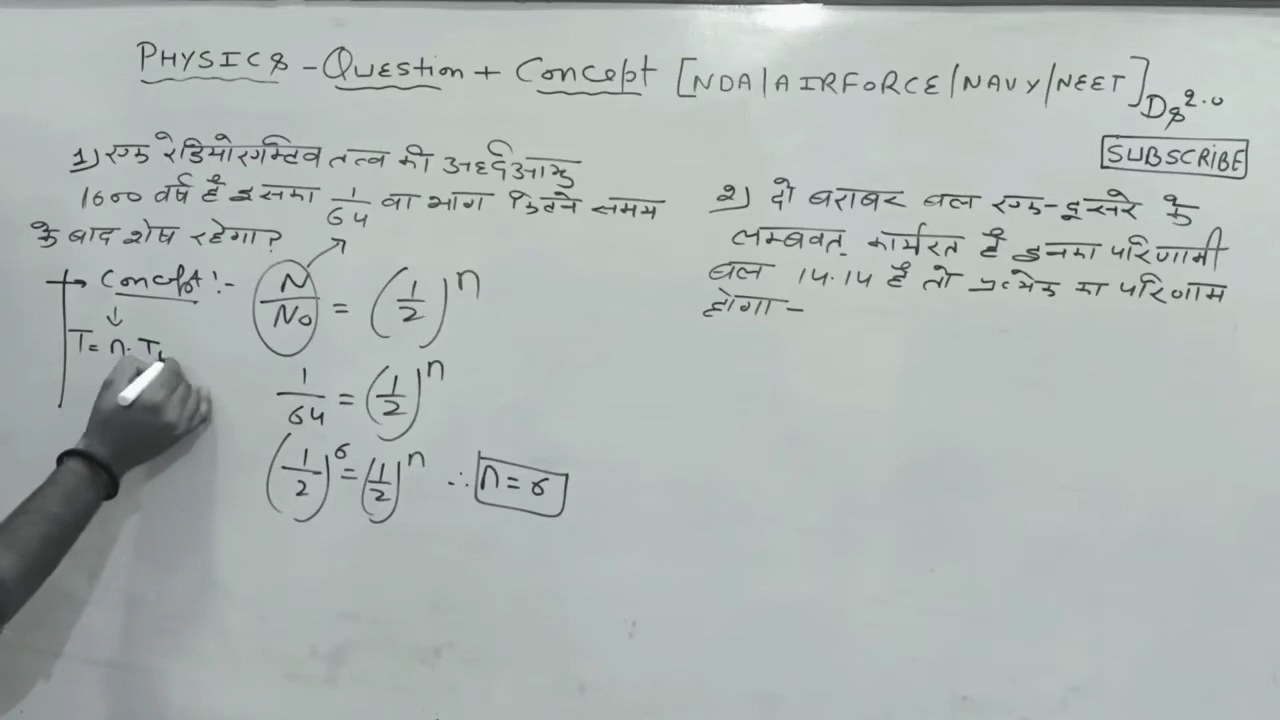 PHYSICS - QUESTION + CONCEPT [NDA/AIRFORCE/NAVY/NEET]
DS 2.0
SUBSCRIBE
1) एक रेडियोएक्टिव तत्व की अर्द्दआयु
1600 वर्ष है इसका 1/64 वा भाग कितने समय
के बाद शेष रहेगा?
Concept :-
T = n. T
N/N₀ = (1/2)ⁿ
1/64 = (1/2)ⁿ
(1/2)⁶ = (1/2)ⁿ ∴ n = 6
2) दो बराबर बल एक-दूसरे के
लम्बवत् कार्यरत है इनका परिणामी
बल 14.14 है तो प्रत्येक का परिणाम
होगा -